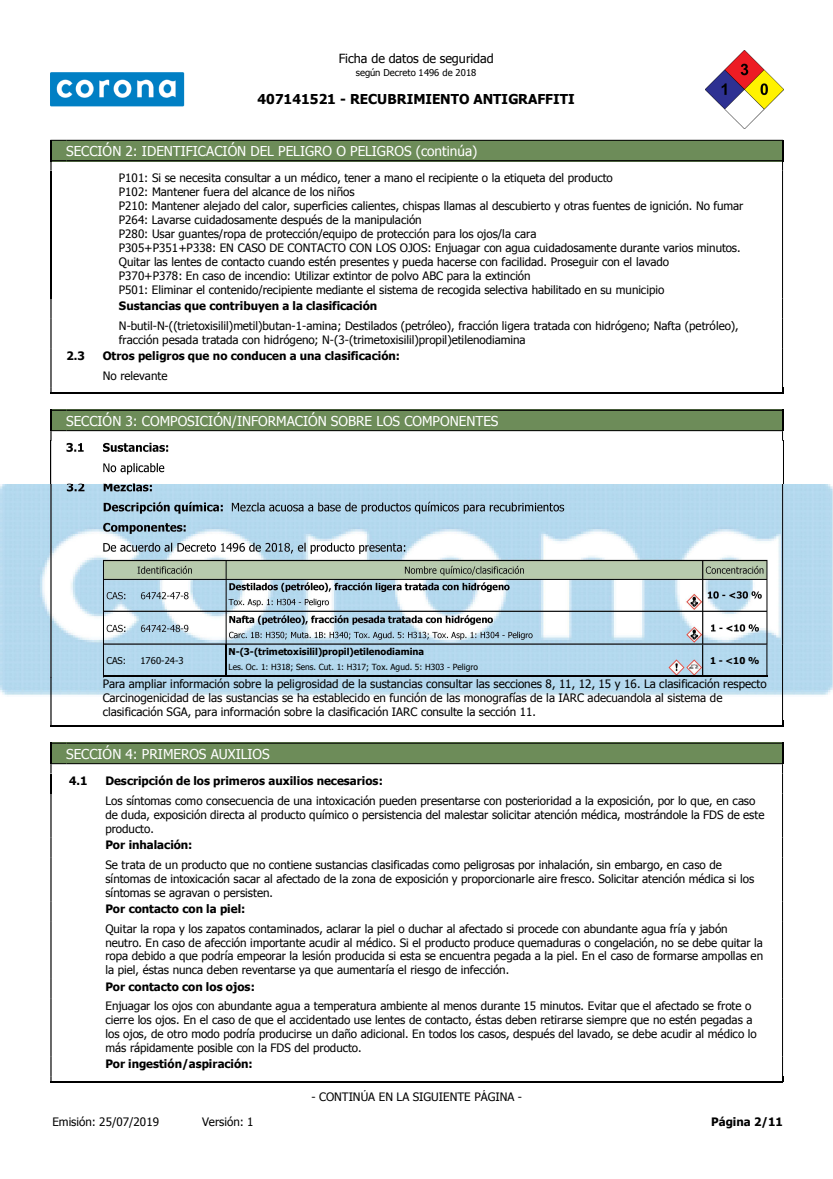 Ficha de datos de seguridad
según Decreto 1496 de 2018
corona
407141521 - RECUBRIMIENTO ANTIGRAFFITI
3
1
0
SECCIÓN 2: IDENTIFICACIÓN DEL PELIGRO O PELIGROS (continúa)
P101: Si se necesita consultar a un médico, tener a mano el recipiente o la etiqueta del producto
P102: Mantener fuera del alcance de los niños
P210: Mantener alejado del calor, superficies calientes, chispas llamas al descubierto y otras fuentes de ignición. No fumar
P264: Lavarse cuidadosamente después de la manipulación
P280: Usar guantes/ropa de protección/equipo de protección para los ojos/la cara
P305+P351+P338: EN CASO DE CONTACTO CON LOS OJOS: Enjuagar con agua cuidadosamente durante varios minutos.
Quitar las lentes de contacto cuando estén presentes y pueda hacerse con facilidad. Proseguir con el lavado
P370+P378: En caso de incendio: Utilizar extintor de polvo ABC para la extinción
P501: Eliminar el contenido/recipiente mediante el sistema de recogida selectiva habilitado en su municipio
Sustancias que contribuyen a la clasificación
N-butil-N-((trietoxisilil)metil)butan-1-amina; Destilados (petróleo), fracción ligera tratada con hidrógeno; Nafta (petróleo),
fracción pesada tratada con hidrógeno; N-(3-(trimetoxisilil)propil)etilenodiamina
2.3 Otros peligros que no conducen a una clasificación:
No relevante
SECCIÓN 3: COMPOSICIÓN/INFORMACIÓN SOBRE LOS COMPONENTES
3.1 Sustancias:
No aplicable
3.2 Mezclas:
Descripción química: Mezcla acuosa a base de productos químicos para recubrimientos
Componentes:
De acuerdo al Decreto 1496 de 2018, el producto presenta:
Identificación Nombre químico/clasificación Concentración
Destilados (petróleo), fracción ligera tratada con hidrógeno
CAS: 64742-47-8 10 - <30 %
Tox. Asp. 1: H304 - Peligro
Nafta (petróleo), fracción pesada tratada con hidrógeno
CAS: 64742-48-9 1 - <10 %
Carc. 1B: H350; Muta. 1B: H340; Tox. Agud. 5: H313; Tox. Asp. 1: H304 - Peligro
N-(3-(trimetoxisilil)propil)etilenodiamina
CAS: 1760-24-3 1 - <10 %
Les. Oc. 1: H318; Sens. Cut. 1: H317; Tox. Agud. 5: H303 - Peligro
corona
Para ampliar información sobre la peligrosidad de la sustancias consultar las secciones 8, 11, 12, 15 y 16. La clasificación respecto
Carcinogenicidad de las sustancias se ha establecido en función de las monografías de la IARC adecuandola al sistema de
clasificación SGA, para información sobre la clasificación IARC consulte la sección 11.
SECCIÓN 4: PRIMEROS AUXILIOS
4.1 Descripción de los primeros auxilios necesarios:
Los síntomas como consecuencia de una intoxicación pueden presentarse con posterioridad a la exposición, por lo que, en caso
de duda, exposición directa al producto químico o persistencia del malestar solicitar atención médica, mostrándole la FDS de este
producto.
Por inhalación:
Se trata de un producto que no contiene sustancias clasificadas como peligrosas por inhalación, sin embargo, en caso de
síntomas de intoxicación sacar al afectado de la zona de exposición y proporcionarle aire fresco. Solicitar atención médica si los
síntomas se agravan o persisten.
Por contacto con la piel:
Quitar la ropa y los zapatos contaminados, aclarar la piel o duchar al afectado si procede con abundante agua fría y jabón
neutro. En caso de afección importante acudir al médico. Si el producto produce quemaduras o congelación, no se debe quitar la
ropa debido a que podría empeorar la lesión producida si esta se encuentra pegada a la piel. En el caso de formarse ampollas en
la piel, éstas nunca deben reventarse ya que aumentaría el riesgo de infección.
Por contacto con los ojos:
Enjuagar los ojos con abundante agua a temperatura ambiente al menos durante 15 minutos. Evitar que el afectado se frote o
cierre los ojos. En el caso de que el accidentado use lentes de contacto, éstas deben retirarse siempre que no estén pegadas a
los ojos, de otro modo podría producirse un daño adicional. En todos los casos, después del lavado, se debe acudir al médico lo
más rápidamente posible con la FDS del producto.
Por ingestión/aspiración:
- CONTINÚA EN LA SIGUIENTE PÁGINA -
Emisión: 25/07/2019 Versión: 1 Página 2/11